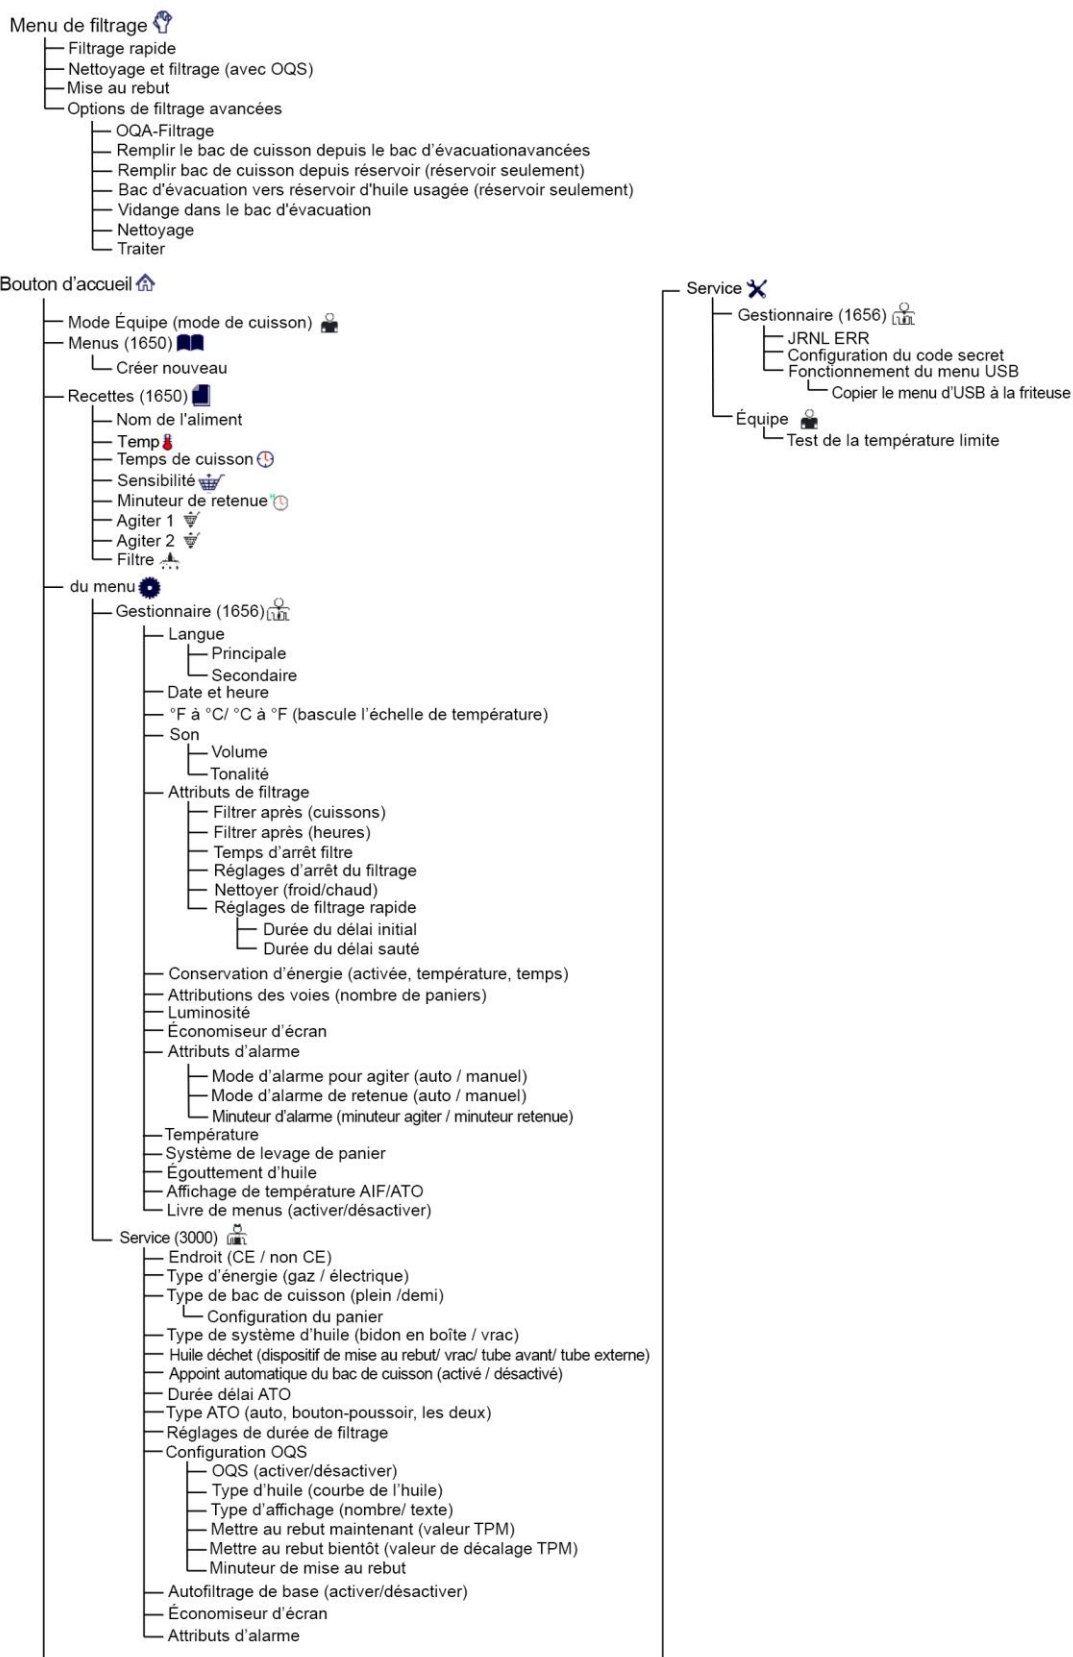 Menu de filtrage
Filtrage rapide
Nettoyage et filtrage (avec OQS)
Mise au rebut
Options de filtrage avancées
OQA-Filtrage
Remplir le bac de cuisson depuis le bac d'évacuationavancées
Remplir bac de cuisson depuis réservoir (réservoir seulement)
Bac d'évacuation vers réservoir d'huile usagée (réservoir seulement)
Vidange dans le bac d'évacuation
Nettoyage
Traiter
Bouton d'accueil
Mode Équipe (mode de cuisson)
Menus (1650)
Créer nouveau
Recettes (1650)
Nom de l'aliment
Temp
Temps de cuisson
Sensibilité
Minuteur de retenue
Agiter 1
Agiter 2
Filtre
du menu
Gestionnaire (1656)
Langue
Principale
Secondaire
Date et heure
°F à °C/ °C à °F (bascule l'échelle de température)
Son
Volume
Tonalité
Attributs de filtrage
Filtrer après (cuissons)
Filtrer après (heures)
Temps d'arrêt filtre
Réglages d'arrêt du filtrage
Nettoyer (froid/chaud)
Réglages de filtrage rapide
Durée du délai initial
Durée du délai sauté
Conservation d'énergie (activée, température, temps)
Attributions des voies (nombre de paniers)
Luminosité
Économiseur d'écran
Attributs d'alarme
Mode d'alarme pour agiter (auto / manuel)
Mode d'alarme de retenue (auto / manuel)
Minuteur d'alarme (minuteur agiter / minuteur retenue)
Température
Système de levage de panier
Égouttement d'huile
Affichage de température AIF/ATO
Livre de menus (activer/désactiver)
Service (3000)
Endroit (CE / non CE)
Type d'énergie (gaz / électrique)
Type de bac de cuisson (plein /demi)
Configuration du panier
Type de système d'huile (bidon en boîte / vrac)
Huile déchet (dispositif de mise au rebut/ vrac/ tube avant/ tube externe)
Appoint automatique du bac de cuisson (activé / désactivé)
Durée délai ATO
Type ATO (auto, bouton-poussoir, les deux)
Réglages de durée de filtrage
Configuration OQS
OQS (activer/désactiver)
Type d'huile (courbe de l'huile)
Type d'affichage (nombre/ texte)
Mettre au rebut maintenant (valeur TPM)
Mettre au rebut bientôt (valeur de décalage TPM)
Minuteur de mise au rebut
Autofiltrage de base (activer/désactiver)
Économiseur d'écran
Attributs d'alarme
Service
Gestionnaire (1656)
JRNL ERR
Configuration du code secret
Fonctionnement du menu USB
Copier le menu d'USB à la friteuse
Équipe
Test de la température limite